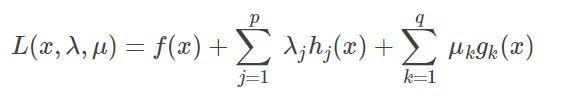 L(x, λ, μ) = f(x) + ∑_{j=1}^{p} λ_j h_j(x) + ∑_{k=1}^{q} μ_k g_k(x)